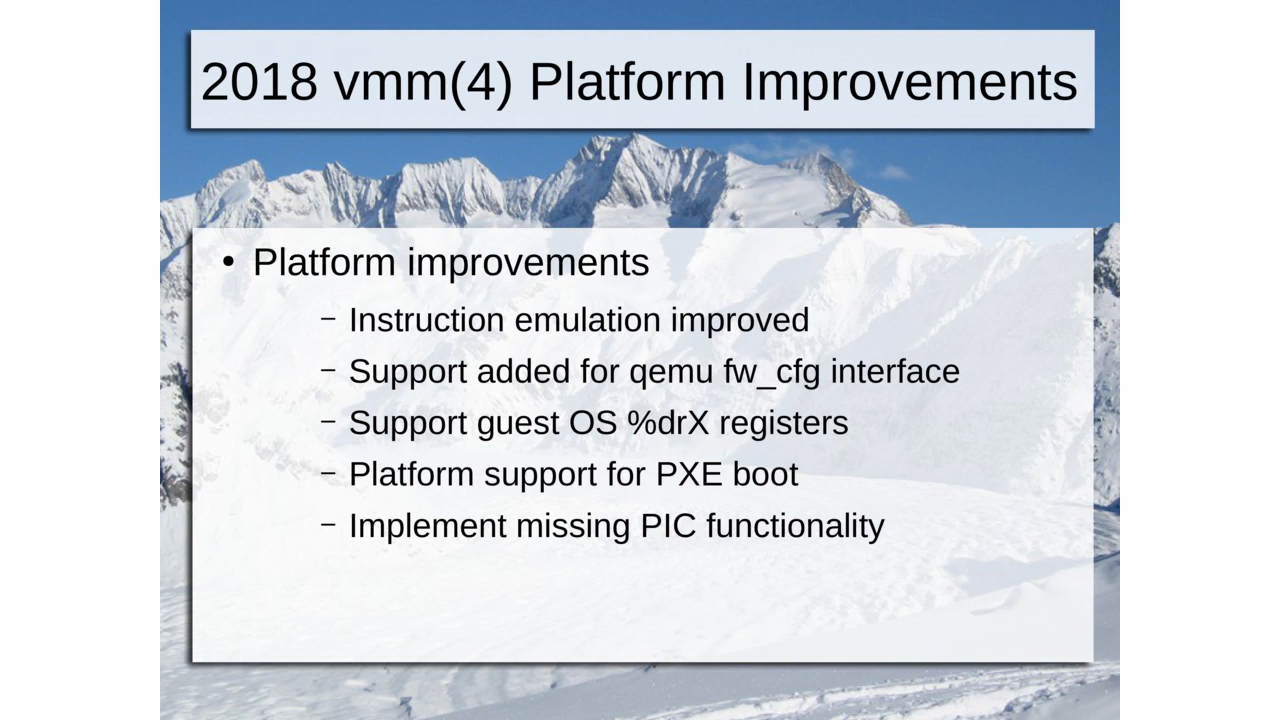 2018 vmm(4) Platform Improvements
• Platform improvements
– Instruction emulation improved
– Support added for qemu fw_cfg interface
– Support guest OS %drX registers
– Platform support for PXE boot
– Implement missing PIC functionality